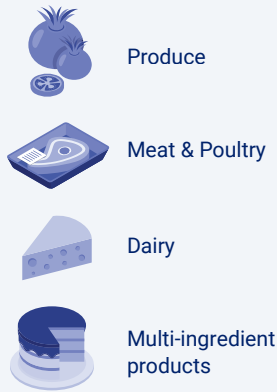 Produce
Meat & Poultry
Dairy
Multi-ingredient
products